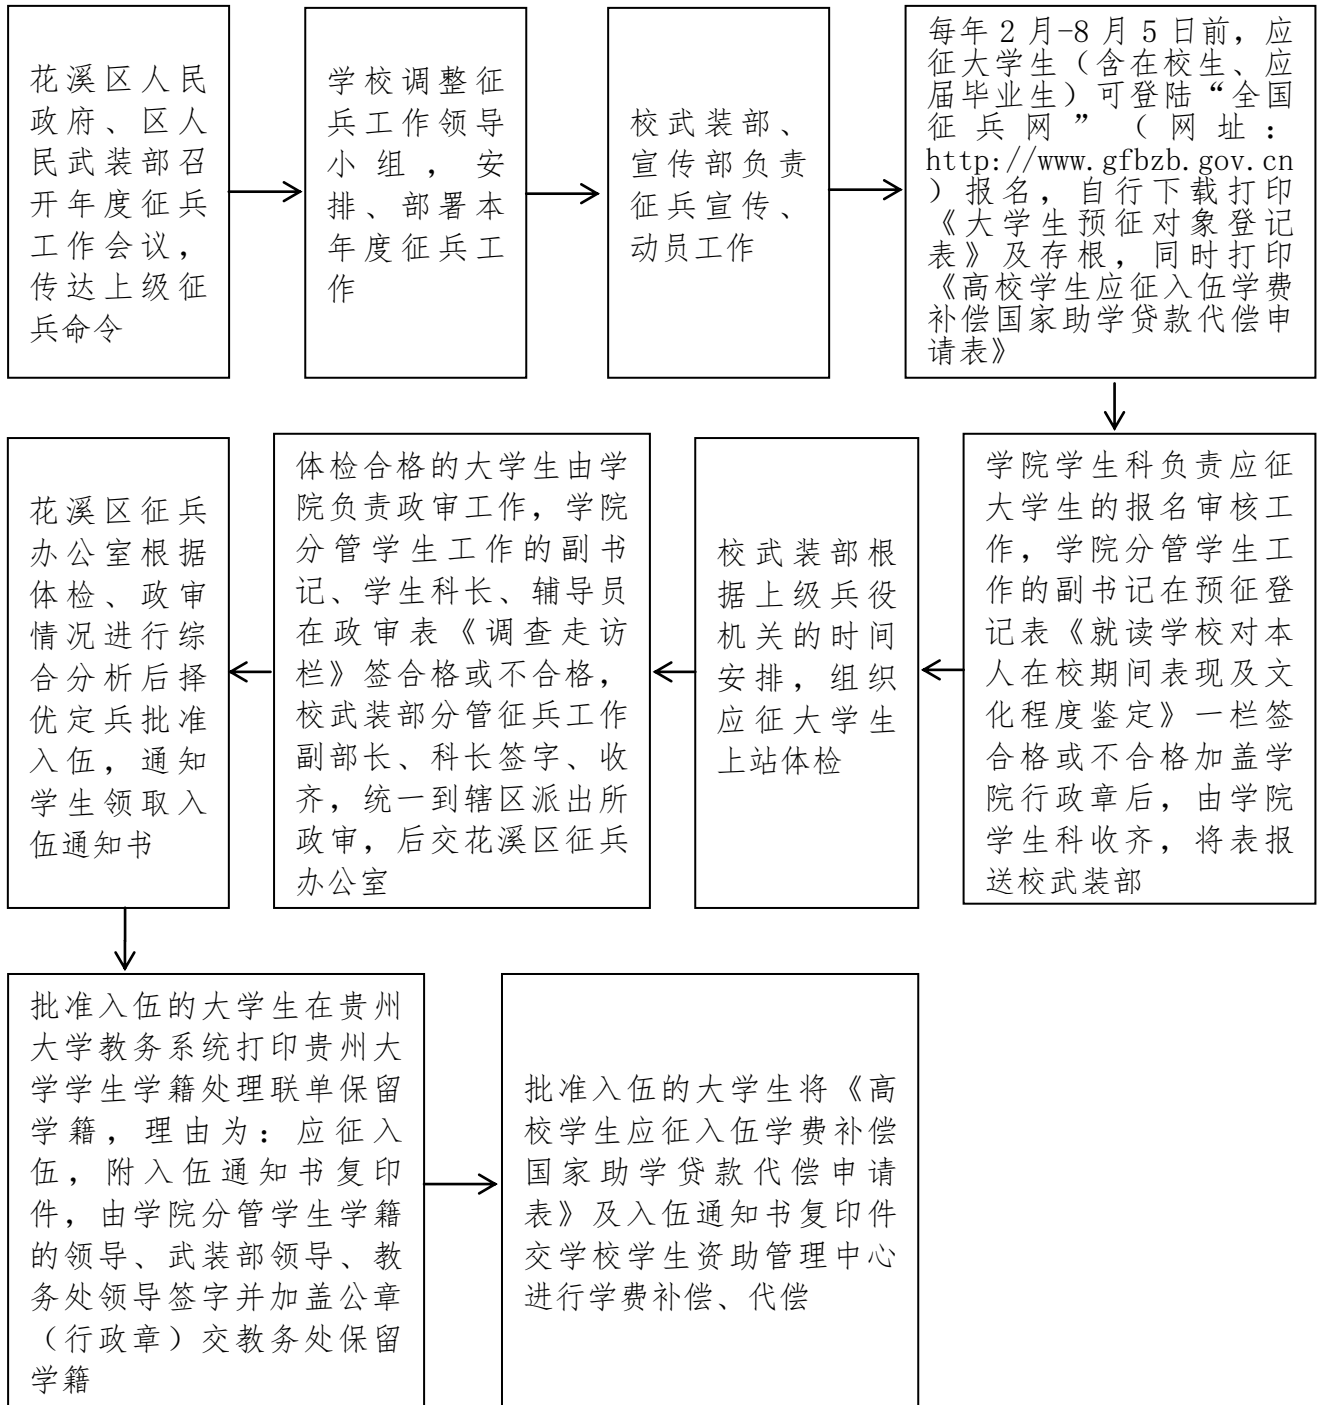 花溪区人民
政府、区人
民武装部召
开年度征兵
工作会议，
传达上级征
兵命令
学校调整征
兵工作领导
小组，安
排、部署本
年度征兵工
作
校武装部、
宣传部负责
征兵宣传、
动员工作
每年2月-8月5日前，应
征大学生（含在校生、应
届毕业生）可登陆“全国
征兵网”（网址：
http://www.gfbzb.gov.cn
）报名，自行下载打印
《大学生预征对象登记
表》及存根，同时打印
《高校学生应征入伍学费
补偿国家助学贷款代偿申
请表》
学院学生科负责应征
大学生的报名审核工
作，学院分管学生工
作的副书记在预征登
记表《就读学校对本
人在校期间表现及文
化程度鉴定》一栏签
合格或不合格加盖学
院行政章后，由学院
学生科收齐，将表报
送校武装部
校武装部根
据上级兵役
机关的时间
安排，组织
应征大学生
上站体检
体检合格的大学生由学
院负责政审工作，学院
分管学生工作的副书
记、学生科长、辅导员
在政审表《调查走访
栏》签合格或不合格，
校武装部分管征兵工作
副部长、科长签字、收
齐，统一到辖区派出所
政审，后交花溪区征兵
办公室
花溪区征兵
办公室根据
体检、政审
情况进行综
合分析后择
优定兵批准
入伍，通知
学生领取入
伍通知书
批准入伍的大学生在贵州
大学教务系统打印贵州大
学学生学籍处理联单保留
学籍，理由为：应征入
伍，附入伍通知书复印
件，由学院分管学生学籍
的领导、武装部领导、教
务处领导签字并加盖公章
（行政章）交教务处保留
学籍
批准入伍的大学生将《高
校学生应征入伍学费补偿
国家助学贷款代偿申请
表》及入伍通知书复印件
交学校学生资助管理中心
进行学费补偿、代偿